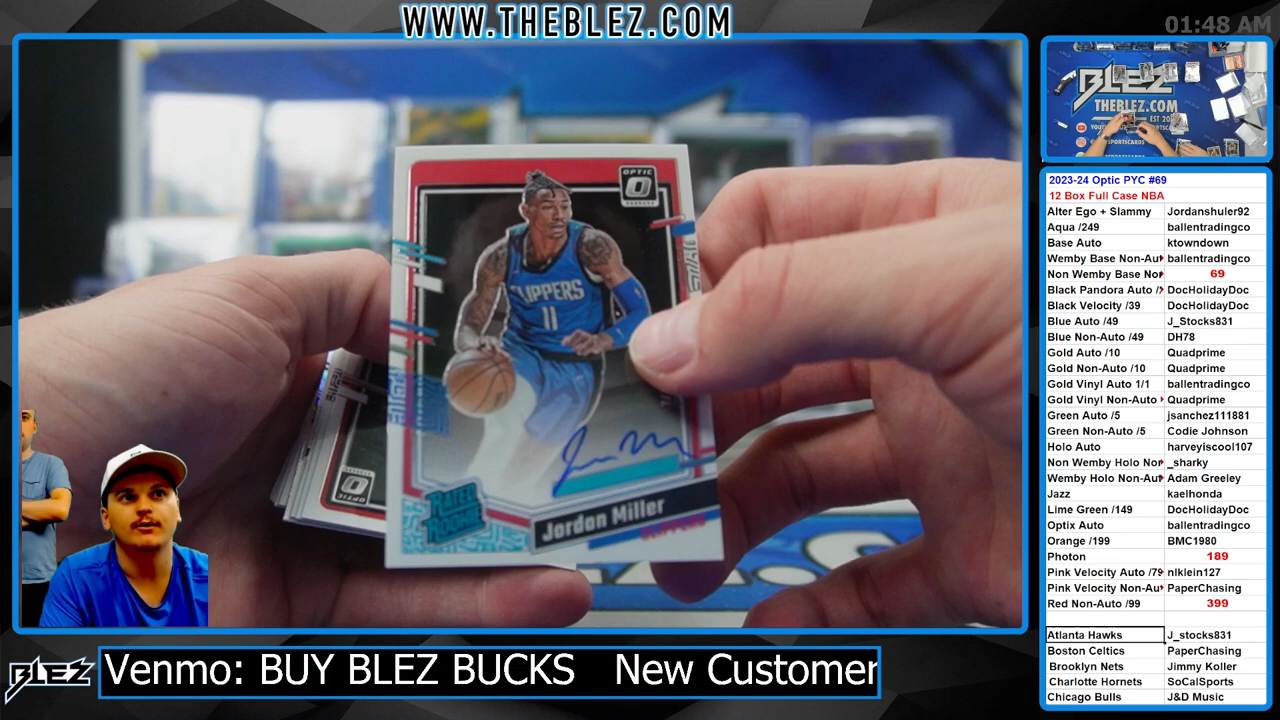 WWW.THEBLEZ.COM
01:48 AM
OPTIC
CLIPPERS
11
RATED
ROOKIE
Jordan Miller
CLIPPERS
OPTIC
BLEZ
THEBLEZ.COM
2023-24 Optic PYC #69
12 Box Full Case NBA
Alter Ego + Slammy Jordanshuler92
Aqua /249 ballentradingco
Base Auto ktowndown
Wemby Base Non-Au ballentradingco
Non Wemby Base Nor 69
Black Pandora Auto / DocHolidayDoc
Black Velocity /39 DocHolidayDoc
Blue Auto /49 J_Stocks831
Blue Non-Auto /49 DH78
Gold Auto /10 Quadprime
Gold Non-Auto /10 Quadprime
Gold Vinyl Auto 1/1 ballentradingco
Gold Vinyl Non-Auto Quadprime
Green Auto /5 jsanchez111881
Green Non-Auto /5 Codie Johnson
Holo Auto harveyiscool107
Non Wemby Holo Nor _sharky
Wemby Holo Non-Aut Adam Greeley
Jazz kaelhonda
Lime Green /149 DocHolidayDoc
Optix Auto ballentradingco
Orange /199 BMC1980
Photon 189
Pink Velocity Auto /79 nlklein127
Pink Velocity Non-Au PaperChasing
Red Non-Auto /99 399
Atlanta Hawks J_stocks831
Boston Celtics PaperChasing
Brooklyn Nets Jimmy Koller
Charlotte Hornets SoCalSports
Chicago Bulls J&D Music
BLEZ
Venmo: BUY BLEZ BUCKS New Customer